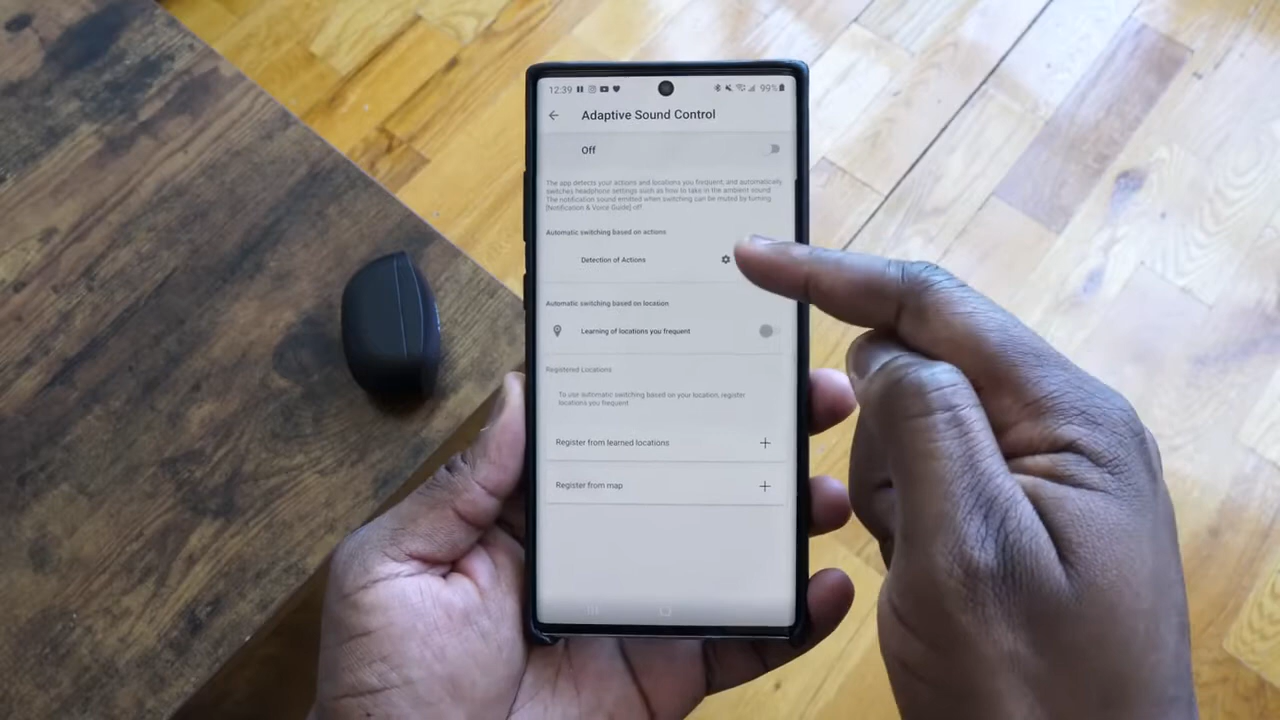 12:39
99%
Adaptive Sound Control
Off
The app detects your actions and locations you frequent, and automatically
switches headphone settings such as how to take in the ambient sound
The notification sound emitted when switching can be muted by turning
[Notification & Voice Guide] off.
Automatic switching based on actions
Detection of Actions
Automatic switching based on location
Learning of locations you frequent
Registered Locations
To use automatic switching based on your location, register
locations you frequent
Register from learned locations
Register from map